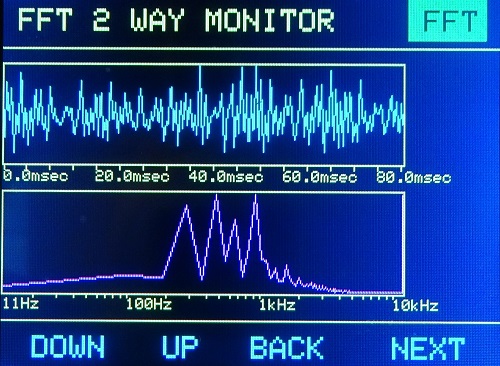 FFT 2 WAY MONITOR FFT
0.0msec 20.0msec 40.0msec 60.0msec 80.0msec
11Hz 100Hz 1kHz 10kHz
DOWN UP BACK NEXT